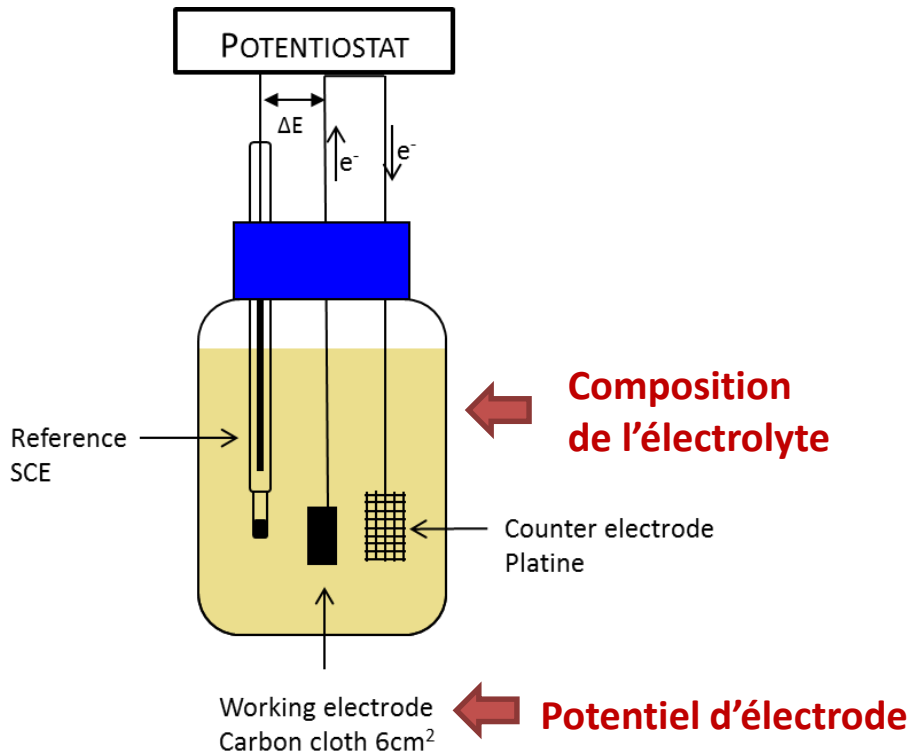 POTENTIOSTAT
ΔE
e-
e-
Composition
de l’électrolyte
Reference
SCE
Counter electrode
Platine
Working electrode
Carbon cloth 6cm2
Potentiel d’électrode